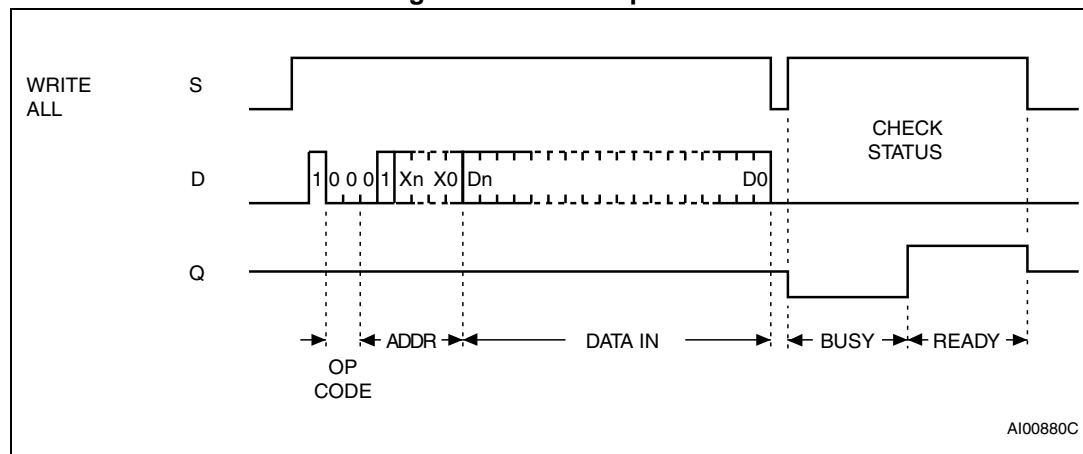 WRITE
ALL
S
CHECK
STATUS
D
1 0 0 0 1 Xn X0 Dn D0
Q
ADDR DATA IN BUSY READY
OP
CODE
AI00880C